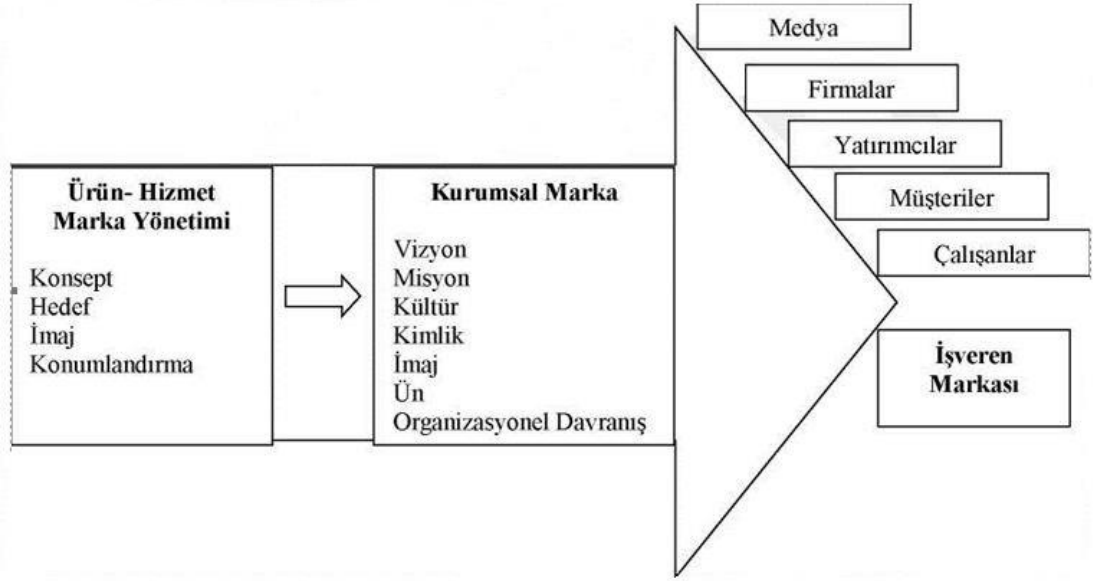 Ürün- Hizmet
Marka Yönetimi
Konsept
Hedef
İmaj
Konumlandırma
Kurumsal Marka
Vizyon
Misyon
Kültür
Kimlik
İmaj
Ün
Organizasyonel Davranış
Medya
Firmalar
Yatırımcılar
Müşteriler
Çalışanlar
İşveren
Markası